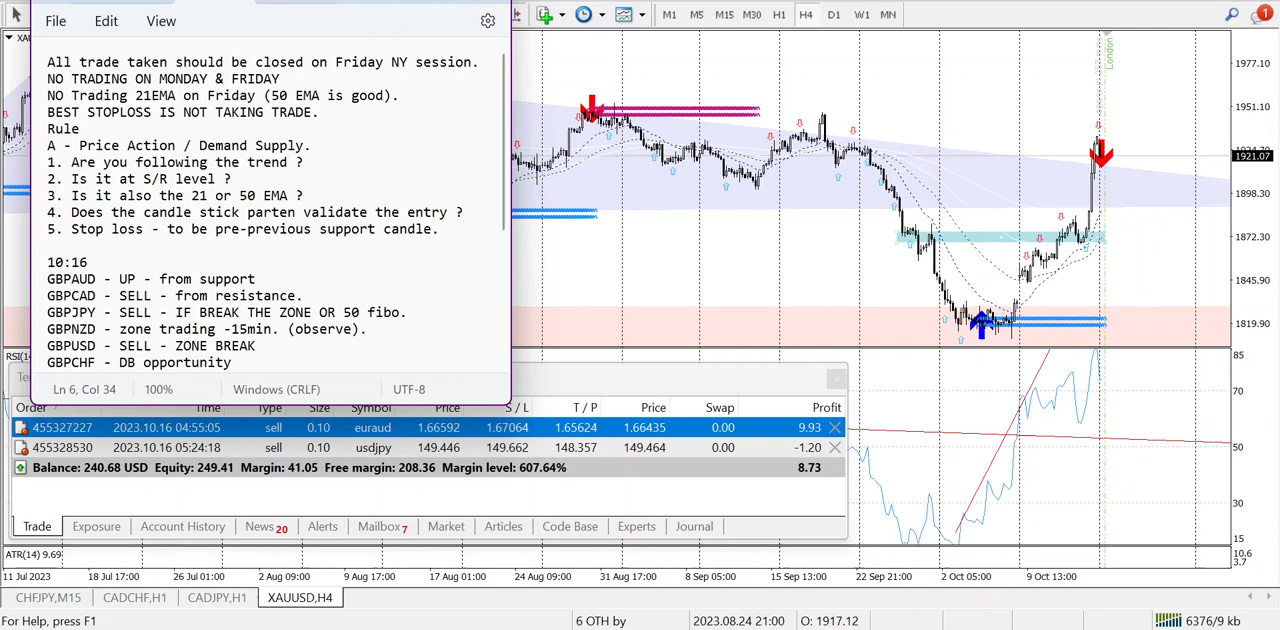 File Edit View
M1 M5 M15 M30 H1 H4 D1 W1 MN
1
All trade taken should be closed on Friday NY session.
NO TRADING ON MONDAY & FRIDAY
NO Trading 21EMA on Friday (50 EMA is good).
BEST STOPLOSS IS NOT TAKING TRADE.
Rule
A - Price Action / Demand Supply.
1. Are you following the trend ?
2. Is it at S/R level ?
3. Is it also the 21 or 50 EMA ?
4. Does the candle stick parten validate the entry ?
5. Stop loss - to be pre-previous support candle.
10:16
GBPAUD - UP - from support
GBPCAD - SELL - from resistance.
GBPJPY - SELL - IF BREAK THE ZONE OR 50 fibo.
GBPNZD - zone trading -15min. (observe).
GBPUSD - SELL - ZONE BREAK
GBPCHF - DB opportunity
Ln 6, Col 34 100% Windows (CRLF) UTF-8
London
1977.10
1951.10
1921.07
1898.30
1872.30
1845.90
1819.90
85
70
50
30
15
10.6
3.7
Order Time Type Size Symbol Price S / L T / P Price Swap Profit
455327227 2023.10.16 04:55:05 sell 0.10 euraud 1.66592 1.67064 1.65624 1.66435 0.00 9.93
455328530 2023.10.16 05:24:18 sell 0.10 usdjpy 149.446 149.662 148.357 149.464 0.00 -1.20
Balance: 240.68 USD Equity: 249.41 Margin: 41.05 Free margin: 208.36 Margin level: 607.64% 8.73
Trade Exposure Account History News 20 Alerts Mailbox 7 Market Articles Code Base Experts Journal
ATR(14) 9.69
11 Jul 2023 18 Jul 17:00 26 Jul 01:00 2 Aug 09:00 9 Aug 17:00 17 Aug 01:00 24 Aug 09:00 31 Aug 17:00 8 Sep 05:00 15 Sep 13:00 22 Sep 21:00 2 Oct 05:00 9 Oct 13:00
CHFJPY,M15 CADCHF,H1 CADJPY,H1 XAUUSD,H4
For Help, press F1 6 OTH by 2023.08.24 21:00 O: 1917.12 6376/9 kb